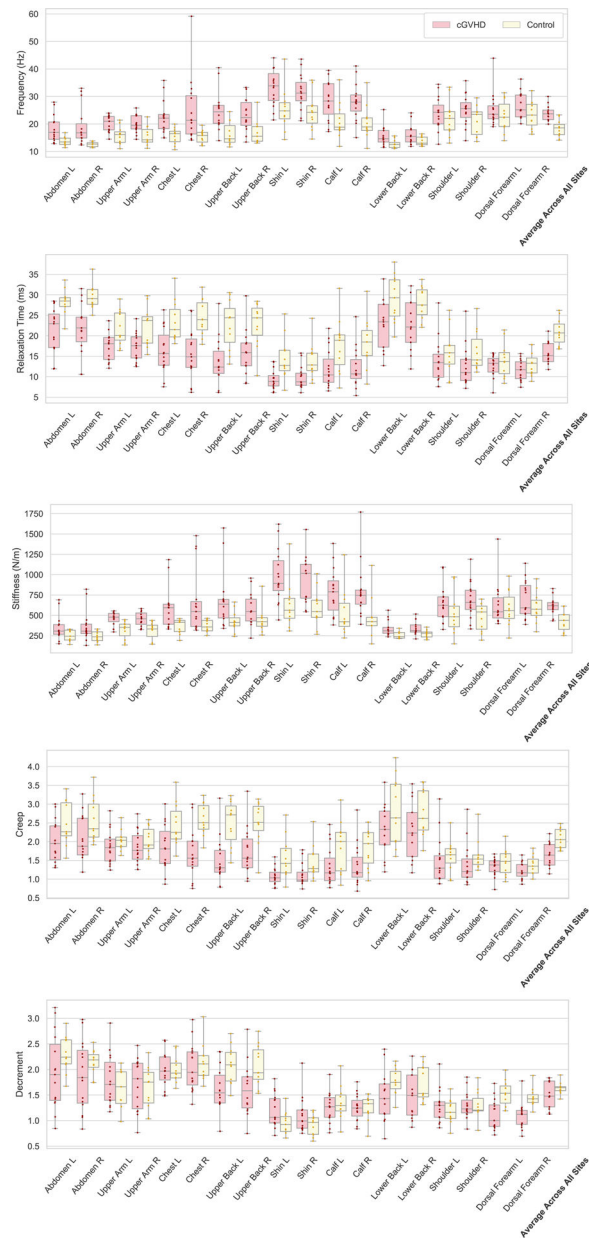 cGVHD Control
Frequency (Hz)
60
50
40
30
20
10
Abdomen L
Abdomen R
Upper Arm L
Upper Arm R
Chest L
Chest R
Upper Back L
Upper Back R
Shin L
Shin R
Calf L
Calf R
Lower Back L
Lower Back R
Shoulder L
Shoulder R
Dorsal Forearm L
Dorsal Forearm R
Average Across All Sites
Relaxation Time (ms)
35
30
25
20
15
10
5
Abdomen L
Abdomen R
Upper Arm L
Upper Arm R
Chest L
Chest R
Upper Back L
Upper Back R
Shin L
Shin R
Calf L
Calf R
Lower Back L
Lower Back R
Shoulder L
Shoulder R
Dorsal Forearm L
Dorsal Forearm R
Average Across All Sites
Stiffness (N/m)
1750
1500
1250
1000
750
500
250
Abdomen L
Abdomen R
Upper Arm L
Upper Arm R
Chest L
Chest R
Upper Back L
Upper Back R
Shin L
Shin R
Calf L
Calf R
Lower Back L
Lower Back R
Shoulder L
Shoulder R
Dorsal Forearm L
Dorsal Forearm R
Average Across All Sites
Creep
4.0
3.5
3.0
2.5
2.0
1.5
1.0
0.5
Abdomen L
Abdomen R
Upper Arm L
Upper Arm R
Chest L
Chest R
Upper Back L
Upper Back R
Shin L
Shin R
Calf L
Calf R
Lower Back L
Lower Back R
Shoulder L
Shoulder R
Dorsal Forearm L
Dorsal Forearm R
Average Across All Sites
Decrement
3.0
2.5
2.0
1.5
1.0
0.5
Abdomen L
Abdomen R
Upper Arm L
Upper Arm R
Chest L
Chest R
Upper Back L
Upper Back R
Shin L
Shin R
Calf L
Calf R
Lower Back L
Lower Back R
Shoulder L
Shoulder R
Dorsal Forearm L
Dorsal Forearm R
Average Across All Sites